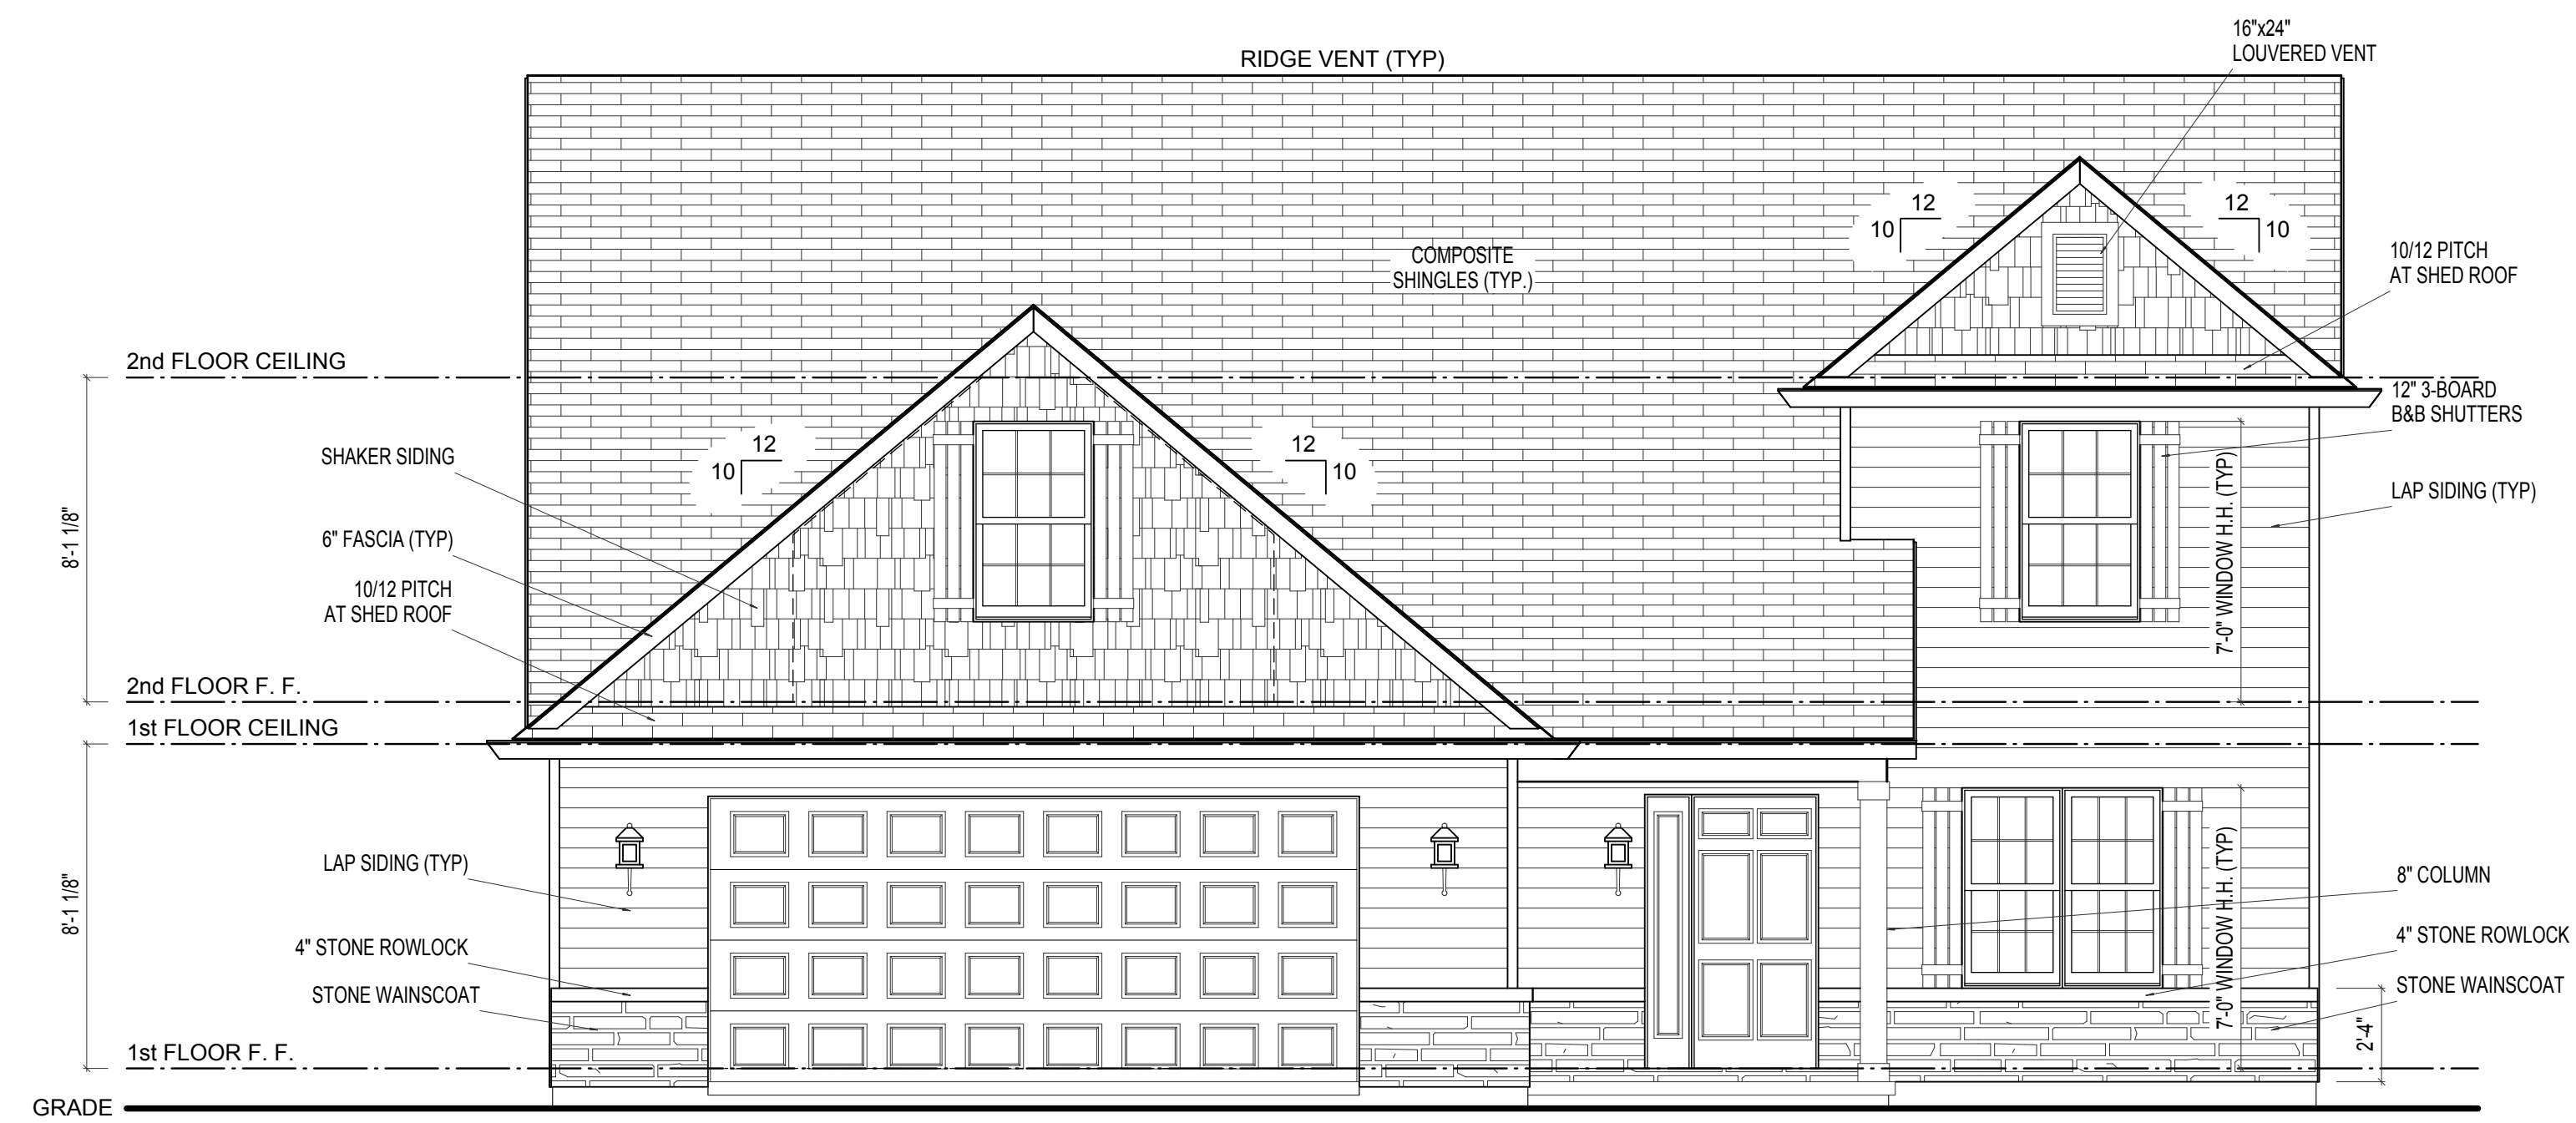 16"x24"
LOUVERED VENT
RIDGE VENT (TYP)
12
10
12
10
COMPOSITE
SHINGLES (TYP.)
10/12 PITCH
AT SHED ROOF
2nd FLOOR CEILING
12" 3-BOARD
B&B SHUTTERS
12
10
12
10
SHAKER SIDING
7'-0" WINDOW H.H. (TYP)
LAP SIDING (TYP)
8'-1 1/8"
6" FASCIA (TYP)
10/12 PITCH
AT SHED ROOF
2nd FLOOR F. F.
1st FLOOR CEILING
LAP SIDING (TYP)
8'-1 1/8"
7'-0" WINDOW H.H. (TYP)
8" COLUMN
4" STONE ROWLOCK
4" STONE ROWLOCK
STONE WAINSCOAT
STONE WAINSCOAT
2'-4"
1st FLOOR F. F.
GRADE